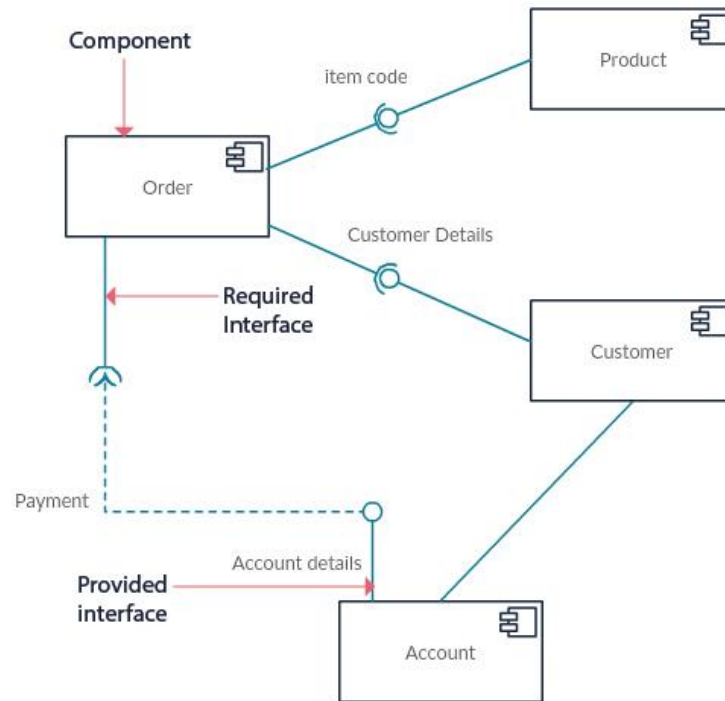 Component
Product
item code
Order
Customer Details
Required
Interface
Customer
Payment
Account details
Provided
interface
Account